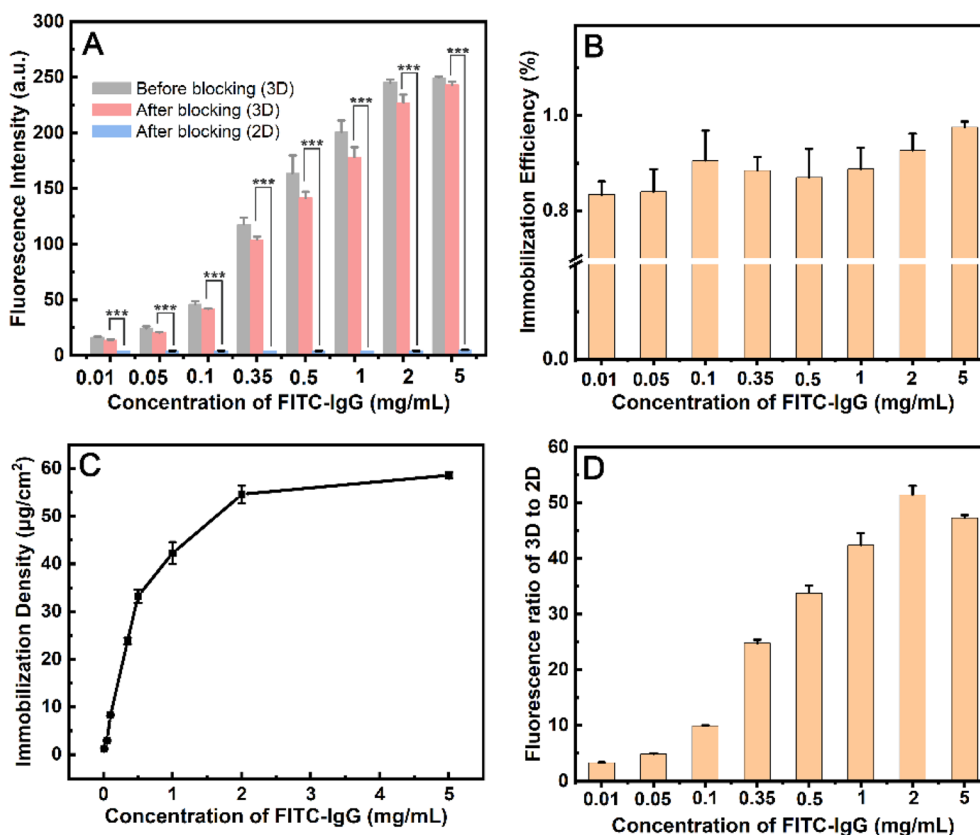 A
Fluorescence Intensity (a.u.)
300
250
200
150
100
50
0
Before blocking (3D)
After blocking (3D)
After blocking (2D)
***
***
***
***
***
***
***
***
0.01 0.05 0.1 0.35 0.5 1 2 5
Concentration of FITC-IgG (mg/mL)
B
Immobilization Efficiency (%)
1.0
0.8
0.0
0.01 0.05 0.1 0.35 0.5 1 2 5
Concentration of FITC-IgG (mg/mL)
C
Immobilization Density (μg/cm²)
60
50
40
30
20
10
0
0 1 2 3 4 5
Concentration of FITC-IgG (mg/mL)
D
Fluorescence ratio of 3D to 2D
60
50
40
30
20
10
0
0.01 0.05 0.1 0.35 0.5 1 2 5
Concentration of FITC-IgG (mg/mL)